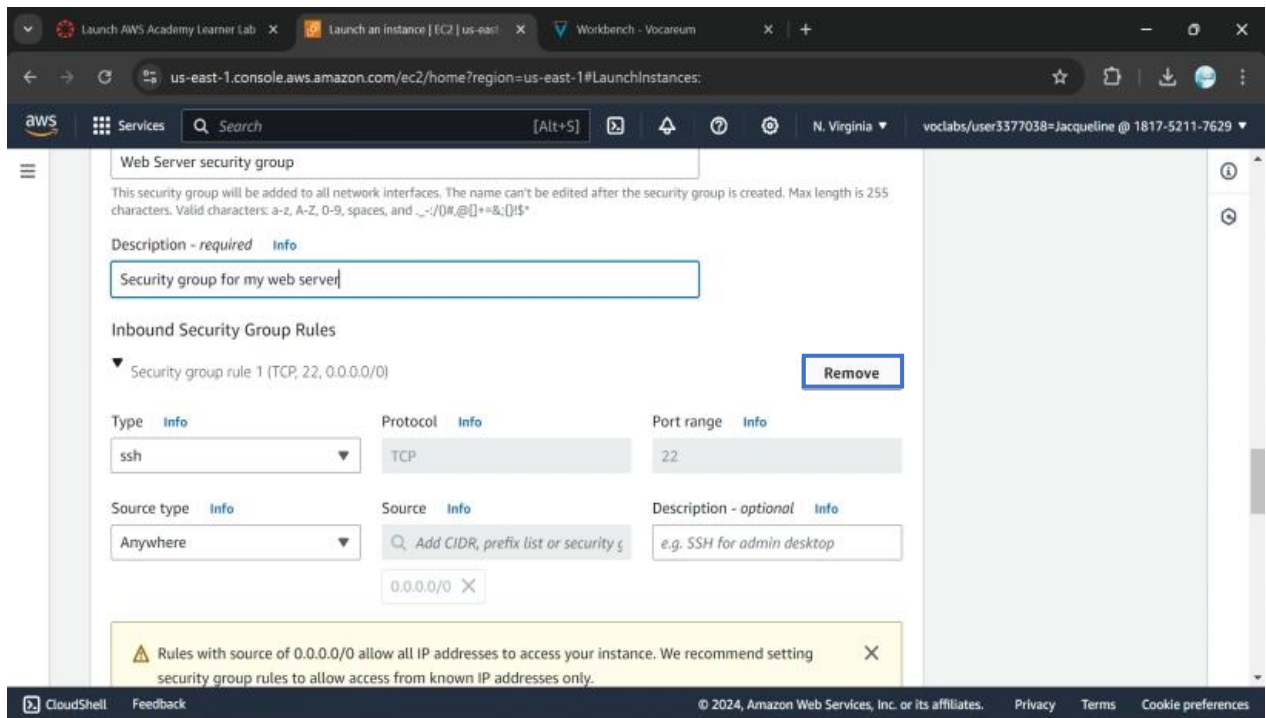 Launch AWS Academy Learner Lab
Launch an instance | EC2 | us-east
Workbench - Vocareum
us-east-1.console.aws.amazon.com/ec2/home?region=us-east-1#LaunchInstances:
aws
Services
Search
[Alt+S]
N. Virginia
voclabs/user3377038=Jacqueline @ 1817-5211-7629
Web Server security group
This security group will be added to all network interfaces. The name can't be edited after the security group is created. Max length is 255
characters. Valid characters: a-z, A-Z, 0-9, spaces, and ._-:/()#,@[]+=&;{}!$*
Description - required Info
Security group for my web server
Inbound Security Group Rules
Security group rule 1 (TCP, 22, 0.0.0.0/0)
Remove
Type Info
Protocol Info
Port range Info
ssh
TCP
22
Source type Info
Source Info
Description - optional Info
Anywhere
Add CIDR, prefix list or security g
e.g. SSH for admin desktop
0.0.0.0/0
Rules with source of 0.0.0.0/0 allow all IP addresses to access your instance. We recommend setting
security group rules to allow access from known IP addresses only.
CloudShell
Feedback
© 2024, Amazon Web Services, Inc. or its affiliates.
Privacy
Terms
Cookie preferences